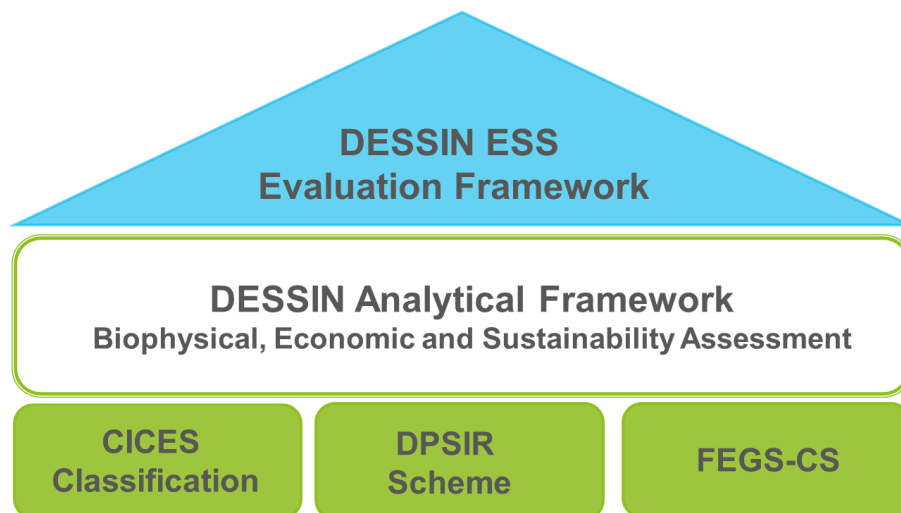 DESSIN ESS
Evaluation Framework
DESSIN Analytical Framework
Biophysical, Economic and Sustainability Assessment
CICES
Classification
DPSIR
Scheme
FEGS-CS